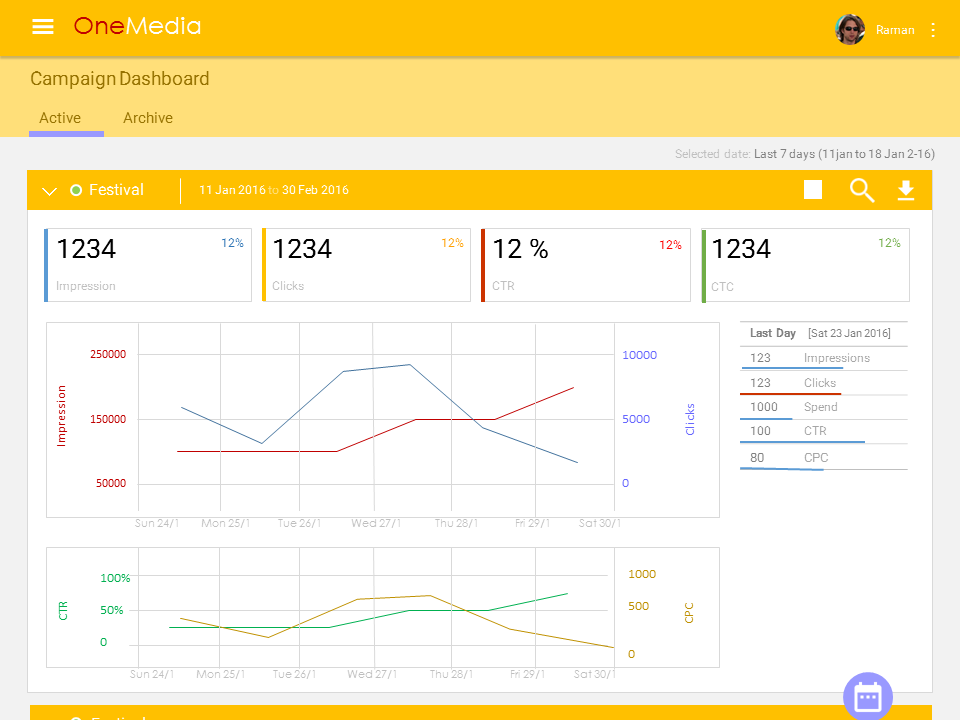 OneMedia
Raman
Campaign Dashboard
Active Archive
Selected date: Last 7 days (11jan to 18 Jan 2-16)
Festival 11 Jan 2016 to 30 Feb 2016
1234 12%
Impression
1234 12%
Clicks
12 % 12%
CTR
1234 12%
CTC
Impression
250000
150000
50000
10000
5000
0
Clicks
Sun 24/1 Mon 25/1 Tue 26/1 Wed 27/1 Thu 28/1 Fri 29/1 Sat 30/1
Last Day [Sat 23 Jan 2016]
123 Impressions
123 Clicks
1000 Spend
100 CTR
80 CPC
CTR
100%
50%
0
1000
500
0
CPC
Sun 24/1 Mon 25/1 Tue 26/1 Wed 27/1 Thu 28/1 Fri 29/1 Sat 30/1